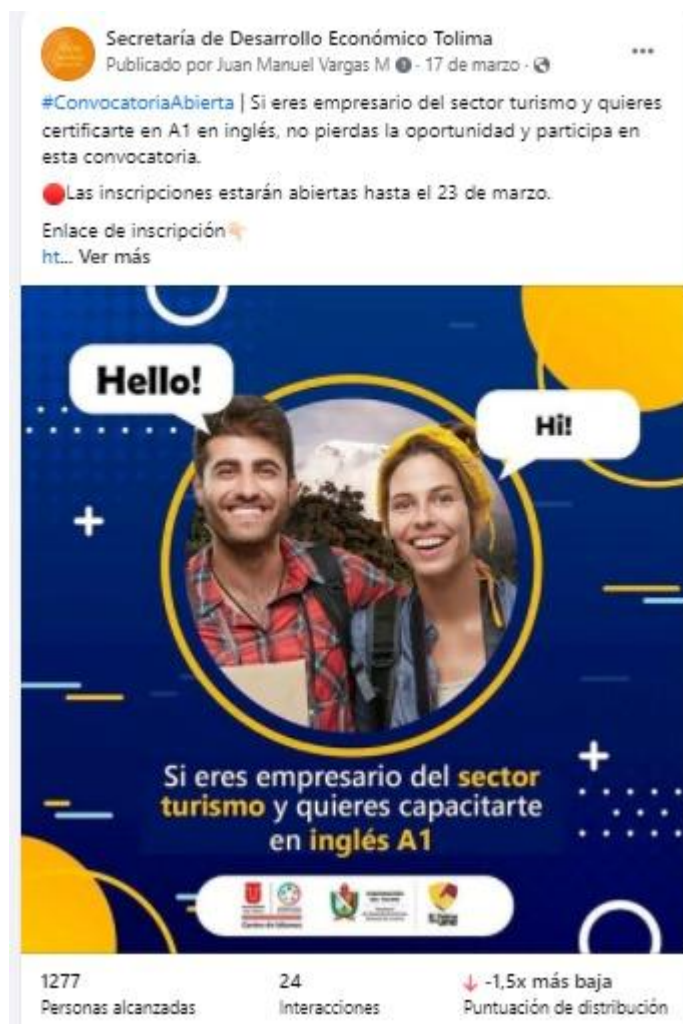 Secretaría de Desarrollo Económico Tolima
Publicado por Juan Manuel Vargas M · 17 de marzo ·
#ConvocatoriaAbierta | Si eres empresario del sector turismo y quieres
certificarte en A1 en inglés, no pierdas la oportunidad y participa en
esta convocatoria.
Las inscripciones estarán abiertas hasta el 23 de marzo.
Enlace de inscripción
ht... Ver más
Hello!
Hi!
Si eres empresario del sector
turismo y quieres capacitarte
en inglés A1
Centro de Idiomas
1277 24 -1,5x más baja
Personas alcanzadas Interacciones Puntuación de distribución